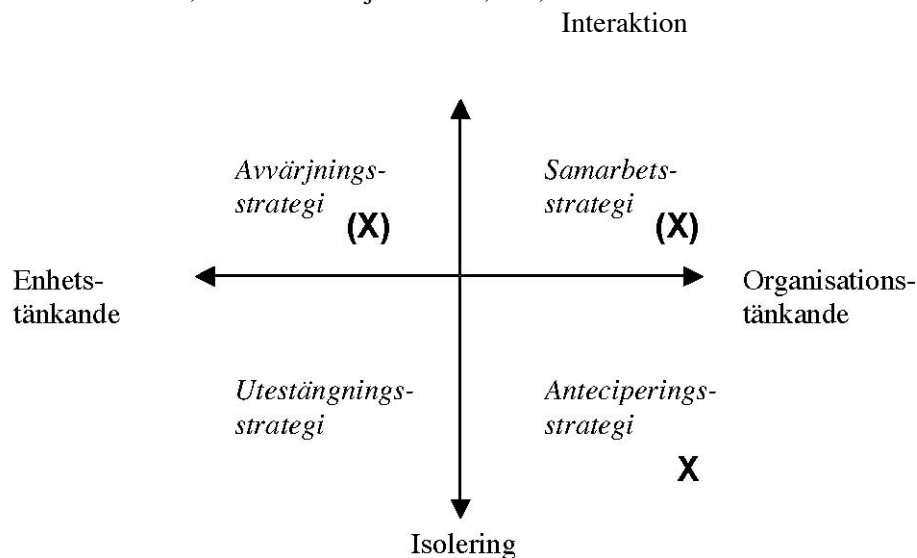 Interaktion
Avvärjnings-
strategi
(X)
Samarbets-
strategi
(X)
Enhets-
tänkande
Organisations-
tänkande
Utestängnings-
strategi
Anteciperings-
strategi
X
Isolering